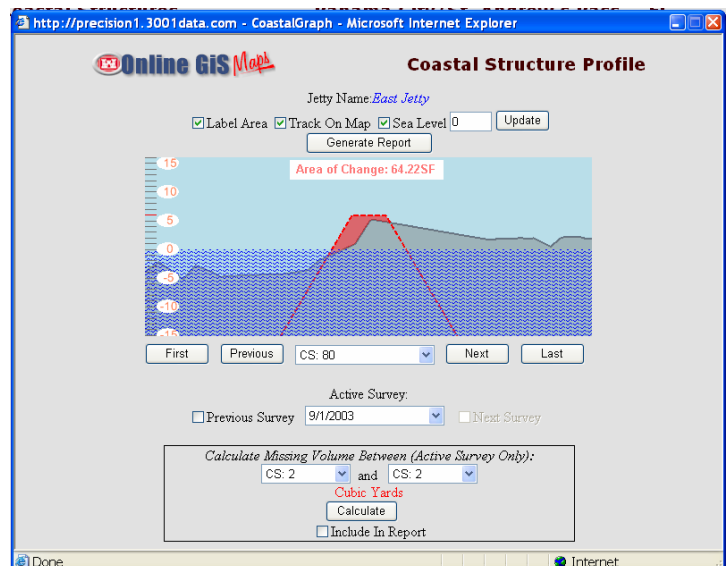 http://precision1.3001data.com - CoastalGraph - Microsoft Internet Explorer
Online GiS Maps
Coastal Structure Profile
Jetty Name:East Jetty
Label Area Track On Map Sea Level 0 Update
Generate Report
15
Area of Change: 64.22SF
10
5
0
-5
-10
-15
First Previous CS: 80 Next Last
Active Survey:
Previous Survey 9/1/2003 Next Survey
Calculate Missing Volume Between (Active Survey Only):
CS: 2 and CS: 2
Cubic Yards
Calculate
Include In Report
Done Internet